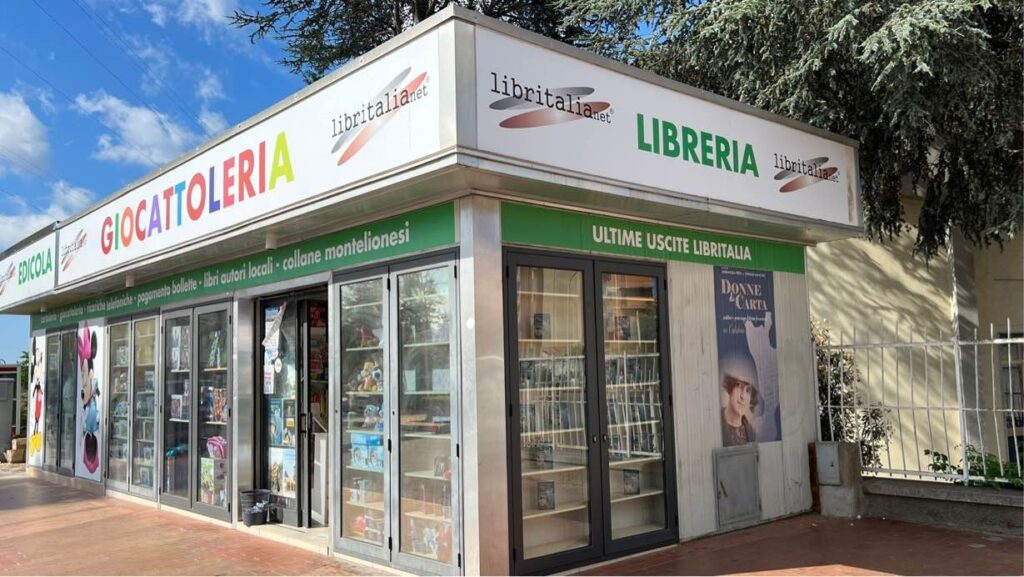 EDICOLA
GIOCATTOLERIA
libritalia.net
libritalia.net
LIBRERIA
libritalia.net
ricariche telefoniche - pagamento bollette - libri autori locali - collane montelionesi
ULTIME USCITE LIBRITALIA
DONNE
di CARTA